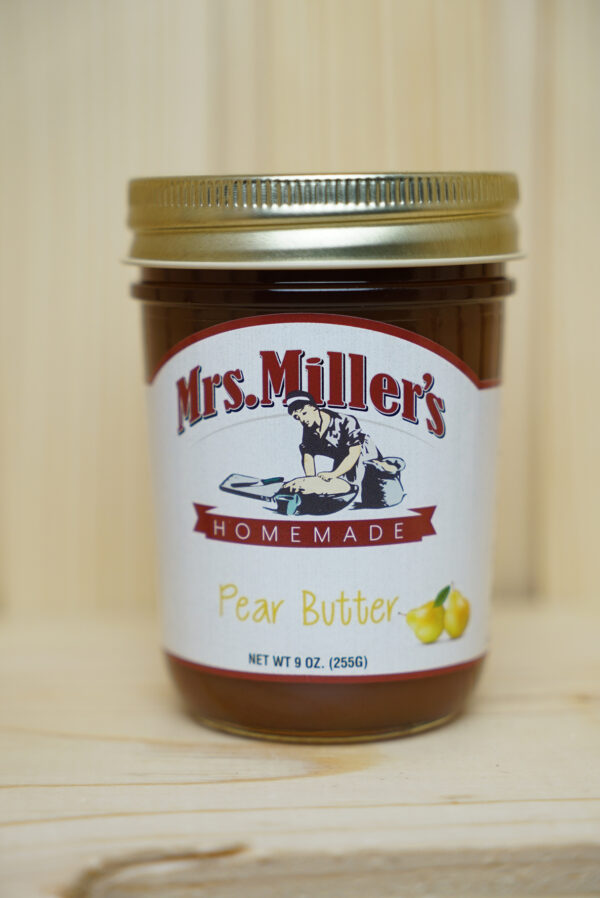 Mrs. Miller's
HOMEMADE
Pear Butter
NET WT 9 OZ. (255G)